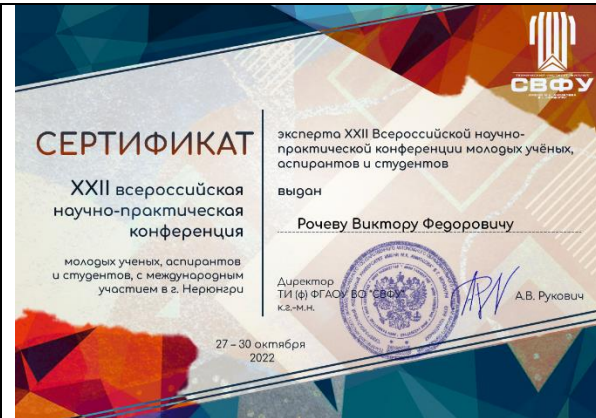 СВФУ
СЕРТИФИКАТ
XXII всероссийская
научно-практическая
конференция
молодых ученых, аспирантов
и студентов, с международным
участием в г. Нерюнгри
27 – 30 октября
2022
эксперта XXII Всероссийской научно-
практической конференции молодых учёных,
аспирантов и студентов
выдан
Рочеву Виктору Федоровичу
Директор
ТИ (ф) ФГАОУ ВО "СВФУ"
к.г.-м.н.
А.В. Рукович